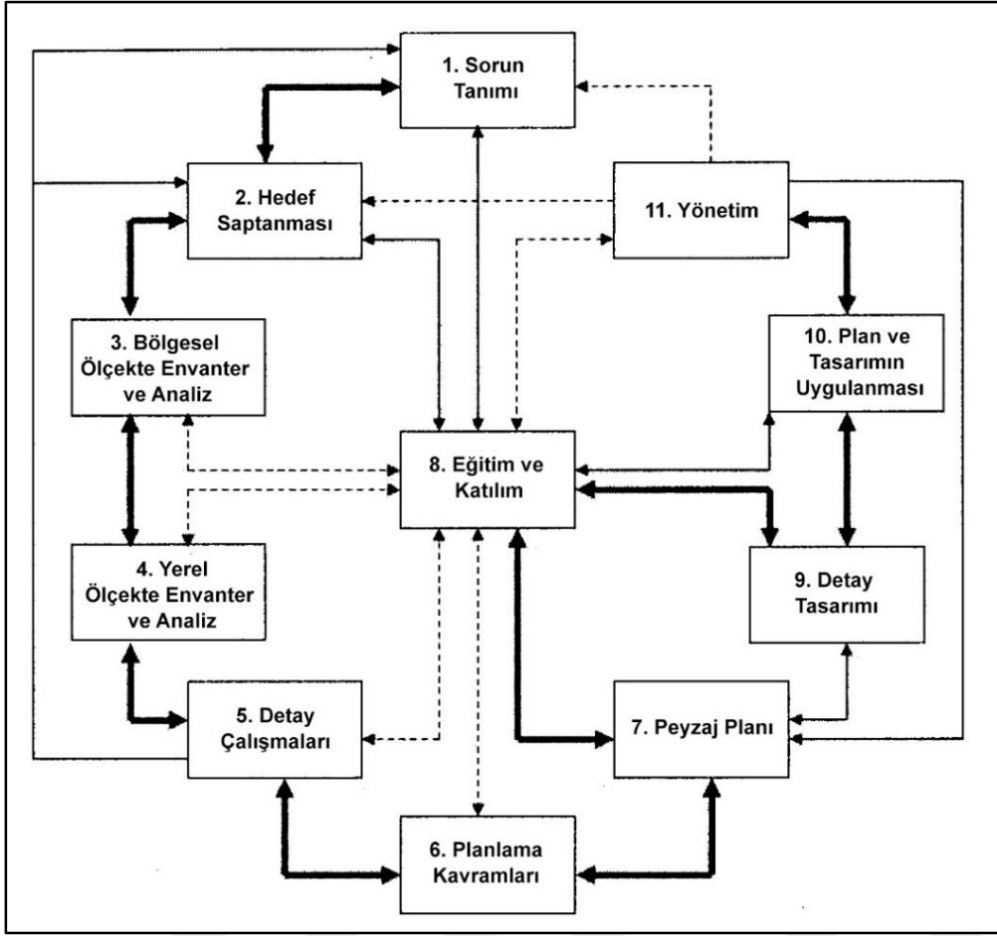 1. Sorun
Tanımı
2. Hedef
Saptanması
11. Yönetim
3. Bölgesel
Ölçekte Envanter
ve Analiz
10. Plan ve
Tasarımın
Uygulanması
8. Eğitim ve
Katılım
4. Yerel
Ölçekte Envanter
ve Analiz
9. Detay
Tasarımı
5. Detay
Çalışmaları
7. Peyzaj Planı
6. Planlama
Kavramları